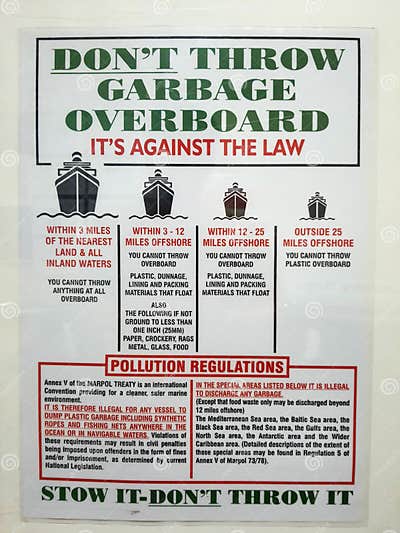 DON'T THROW
GARBAGE
OVERBOARD
IT'S AGAINST THE LAW
WITHIN 3 MILES
OF THE NEAREST
LAND & ALL
INLAND WATERS
YOU CANNOT THROW
ANYTHING AT ALL
OVERBOARD
WITHIN 3 - 12
MILES OFFSHORE
YOU CANNOT THROW
OVERBOARD
PLASTIC, DUNNAGE,
LINING AND PACKING
MATERIALS THAT FLOAT
ALSO
THE FOLLOWING IF NOT
GROUND TO LESS THAN
ONE INCH (25MM)
PAPER, CROCKERY, RAGS
METAL, GLASS, FOOD
WITHIN 12 - 25
MILES OFFSHORE
YOU CANNOT THROW
OVERBOARD
PLASTIC, DUNNAGE,
LINING AND PACKING
MATERIALS THAT FLOAT
OUTSIDE 25
MILES OFFSHORE
YOU CANNOT THROW
PLASTIC OVERBOARD
POLLUTION REGULATIONS
Annex V of the MARPOL TREATY is an International
Convention providing for a cleaner, safer marine
environment.
IT IS THEREFORE ILLEGAL FOR ANY VESSEL TO
DUMP PLASTIC GARBAGE INCLUDING SYNTHETIC
ROPES AND FISHING NETS ANYWHERE IN THE
OCEAN OR IN NAVIGABLE WATERS. Violations of
these requirements may result in civil penalties
being imposed upon offenders in the form of fines
and/or imprisonment, as determined by current
National Legislation.
IN THE SPECIAL AREAS LISTED BELOW IT IS ILLEGAL
TO DISCHARGE ANY GARBAGE.
(Except that food waste only may be discharged beyond
12 miles offshore)
The Mediterranean Sea area, the Baltic Sea area, the
Black Sea area, the Red Sea area, the Gulfs area, the
North Sea area, the Antarctic area and the Wider
Caribbean area. (Detailed descriptions of the extent of
these special areas may be found in Regulation 5 of
Annex V of Marpol 73/78).
STOW IT-DON'T THROW IT
dreamstime